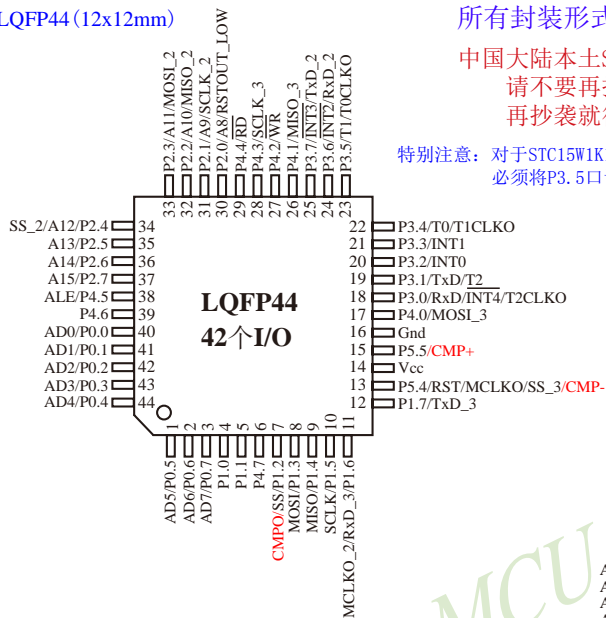 LQFP44(12x12mm)
所有封装形式
中国大陆本土S
请不要再
再抄袭就
特别注意：对于STC15W1K
必须将P3.5口
P2.3/A11/MOSI_2
P2.2/A10/MISO_2
P2.1/A9/SCLK_2
P2.0/A8/RSTOUT_LOW
P4.4/RD
P4.3/SCLK_3
P4.2/WR
P4.1/MISO_3
P3.7/INT3/TxD_2
P3.6/INT2/RxD_2
P3.5/T1/T0CLKO
33 32 31 30 29 28 27 26 25 24 23
SS_2/A12/P2.4 34
A13/P2.5 35
A14/P2.6 36
A15/P2.7 37
ALE/P4.5 38
P4.6 39
AD0/P0.0 40
AD1/P0.1 41
AD2/P0.2 42
AD3/P0.3 43
AD4/P0.4 44
LQFP44
42个I/O
22 P3.4/T0/T1CLKO
21 P3.3/INT1
20 P3.2/INT0
19 P3.1/TxD/T2
18 P3.0/RxD/INT4/T2CLKO
17 P4.0/MOSI_3
16 Gnd
15 P5.5/CMP+
14 Vcc
13 P5.4/RST/MCLKO/SS_3/CMP-
12 P1.7/TxD_3
1 2 3 4 5 6 7 8 9 10 11
AD5/P0.5
AD6/P0.6
AD7/P0.7
P1.0
P1.1
P4.7
CMPO/SS/P1.2
MOSI/P1.3
MISO/P1.4
SCLK/P1.5
MCLKO_2/RxD_3/P1.6
MCU
A
A
A